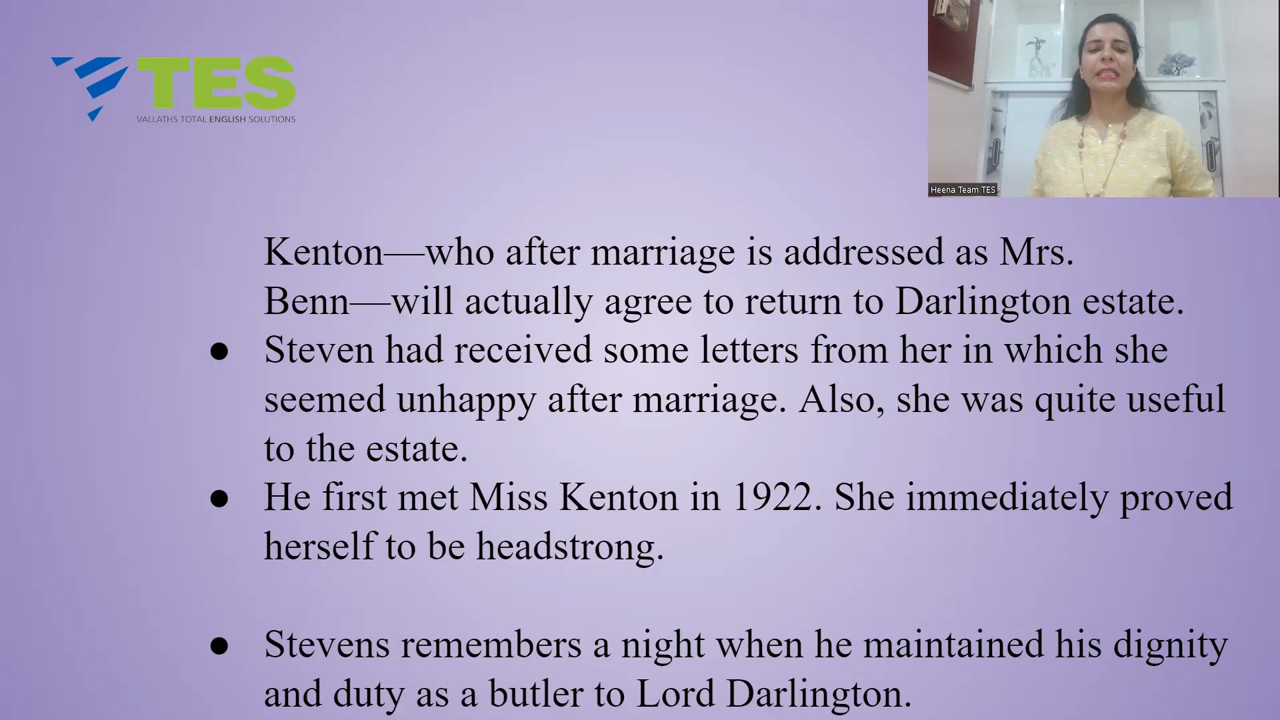 TES
VALLATHS TOTAL ENGLISH SOLUTIONS
Heena Team TES
Kenton—who after marriage is addressed as Mrs.
Benn—will actually agree to return to Darlington estate.
● Steven had received some letters from her in which she
seemed unhappy after marriage. Also, she was quite useful
to the estate.
● He first met Miss Kenton in 1922. She immediately proved
herself to be headstrong.
● Stevens remembers a night when he maintained his dignity
and duty as a butler to Lord Darlington.